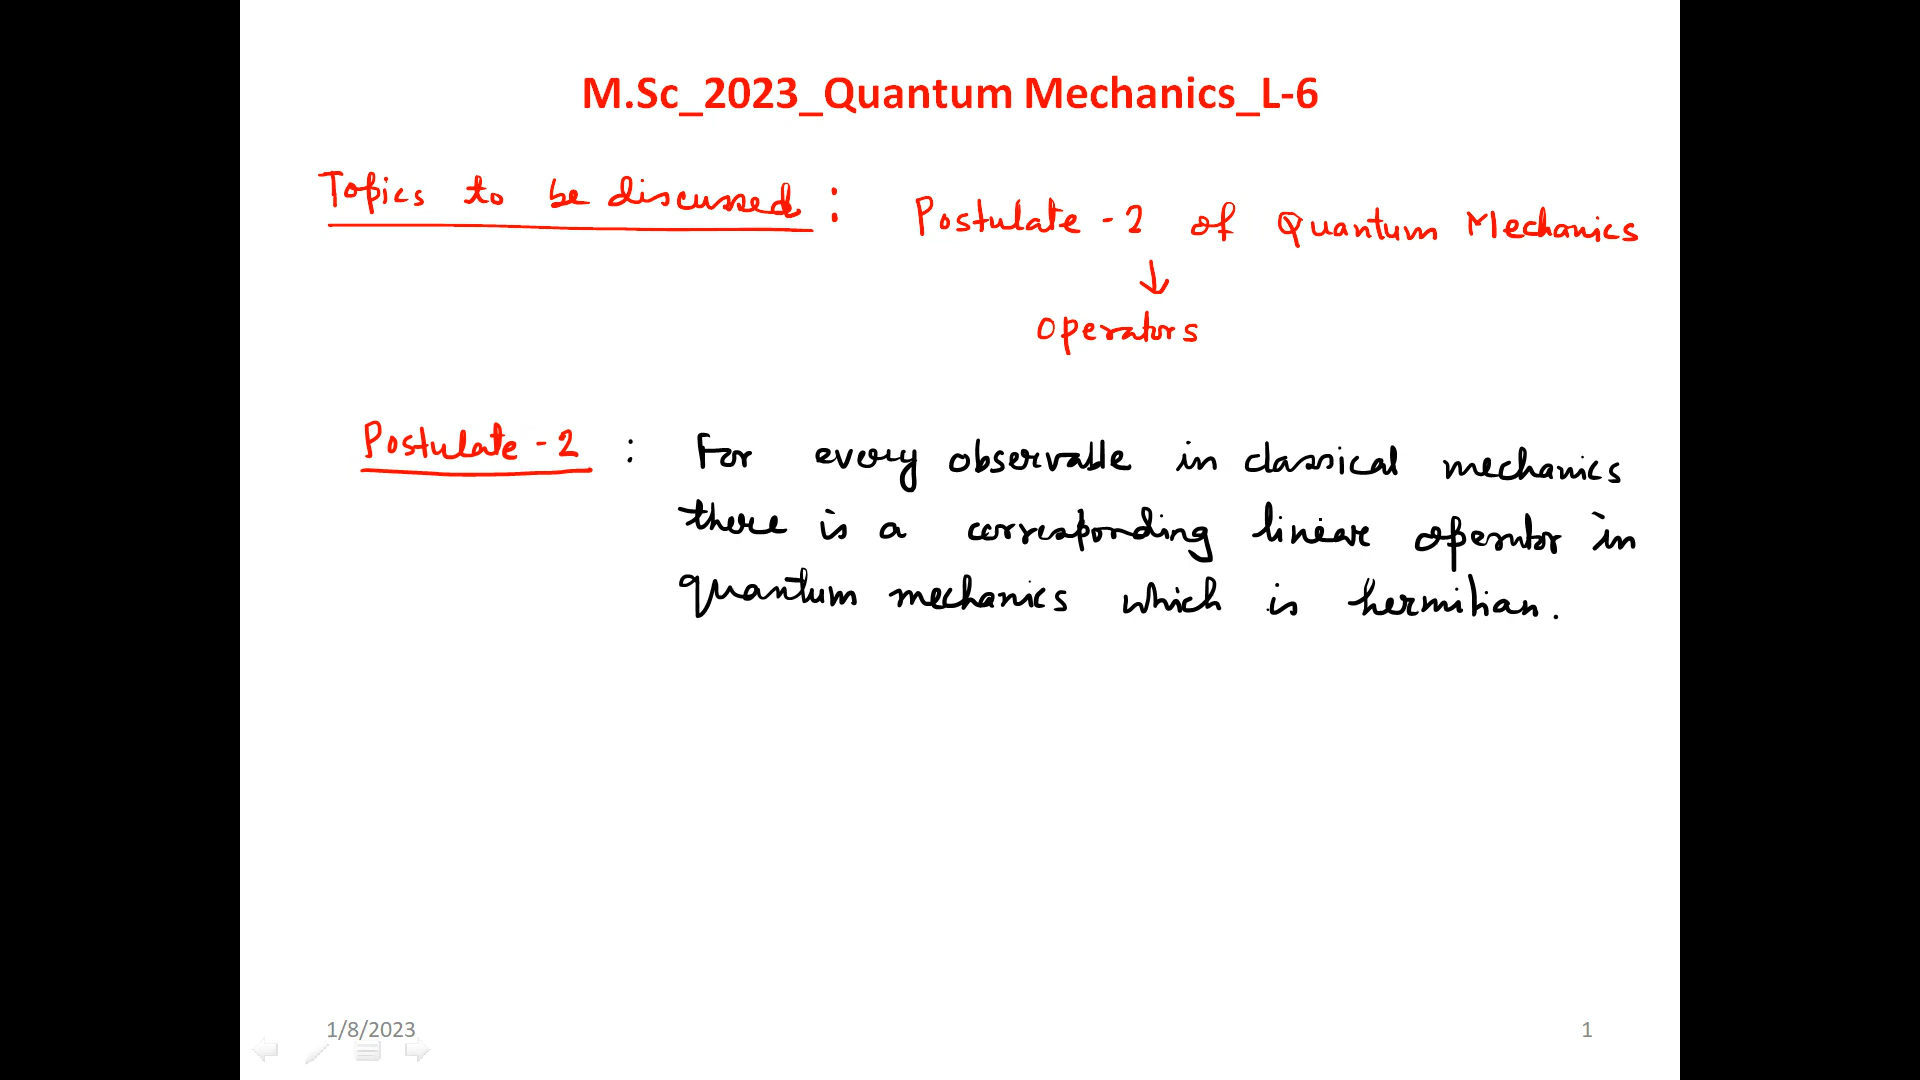 M.Sc_2023_Quantum Mechanics_L-6
Topics to be discussed : Postulate - 2 of Quantum Mechanics
↓
Operators
Postulate - 2 : For every observable in classical mechanics
there is a corresponding linear operator in
quantum mechanics which is hermitian.
1/8/2023
1